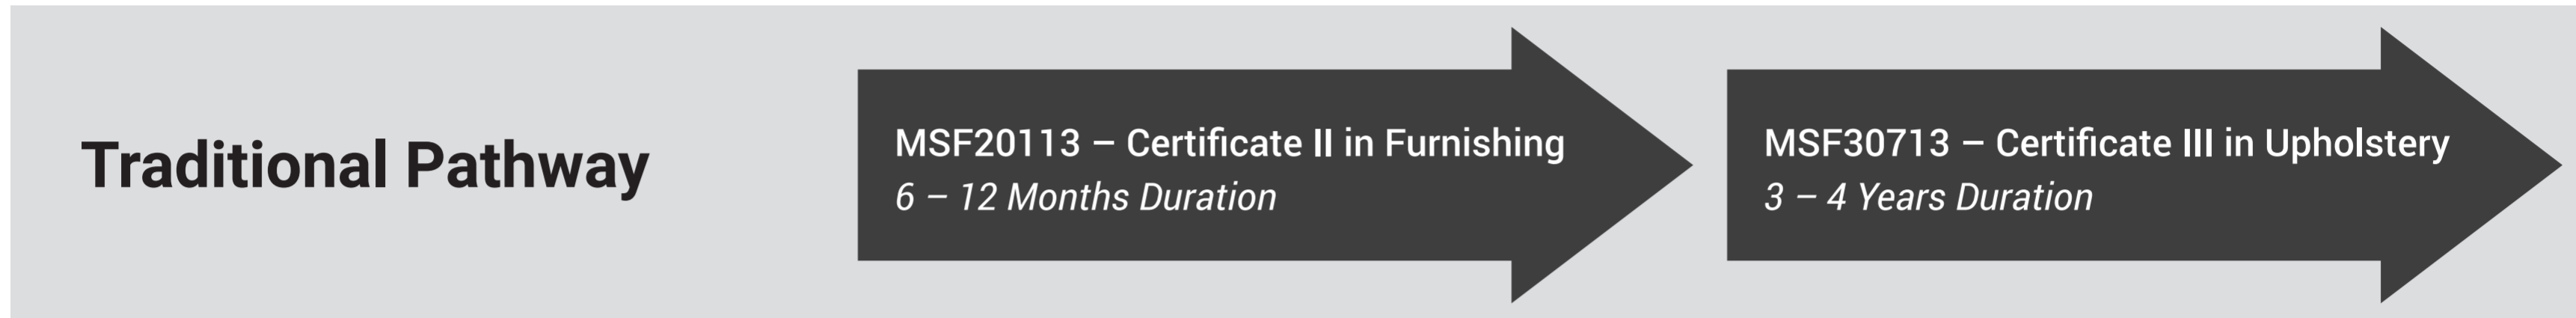 Traditional Pathway
MSF20113 – Certificate II in Furnishing
6 – 12 Months Duration
MSF30713 – Certificate III in Upholstery
3 – 4 Years Duration